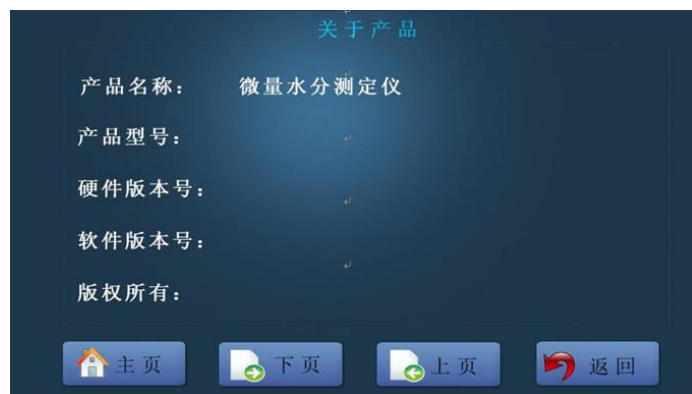 关于产品
产品名称： 微量水分测定仪
产品型号：
硬件版本号：
软件版本号：
版权所有：
主页 下页 上页 返回